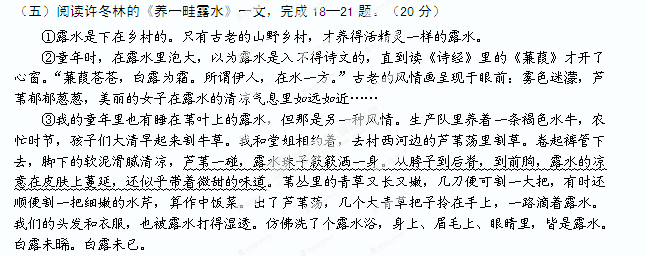 （五）阅读许冬林的《养一畦露水》一文，完成18—21题．（20分）
①露水是下在乡村的。只有古老的山野乡村，才养得活精灵一样的露水。
②童年时，在露水里泡大，以为露水是入不得诗文的，直到读《诗经》里的《蒹葭》才开了
心窗。“蒹葭苍苍，白露为霜。所谓伊人，在水一方。”古老的风情画呈现于眼前：雾色迷濛，芦
苇郁郁葱葱，美丽的女子在露水的清凉气息里如远如近……
③我的童年里也有睡在苇叶上的露水，但那是另一种风情。生产队里养着一条褐色水牛，农
忙时节，孩子们大清早起来割牛草。我和堂姐相约着，去村西河边的芦苇荡里割草。卷起裤管下
去，脚下的软泥滑腻清凉，芦苇一碰，露水珠子簌簌洒一身。从脖子到后脊，到前胸，露水的凉
意在皮肤上蔓延，还似乎带着微甜的味道。苇丛里的青草又长又嫩，几刀便可割一大把，有时还
顺便割一把细嫩的水芹，算作中饭菜。出了芦苇荡，几个大青草把子拎在手上，一路滴着露水。
我们的头发和衣服，也被露水打得湿透。仿佛洗了个露水浴，身上、眉毛上、眼睛里，皆是露水。
白露未晞。白露未已。